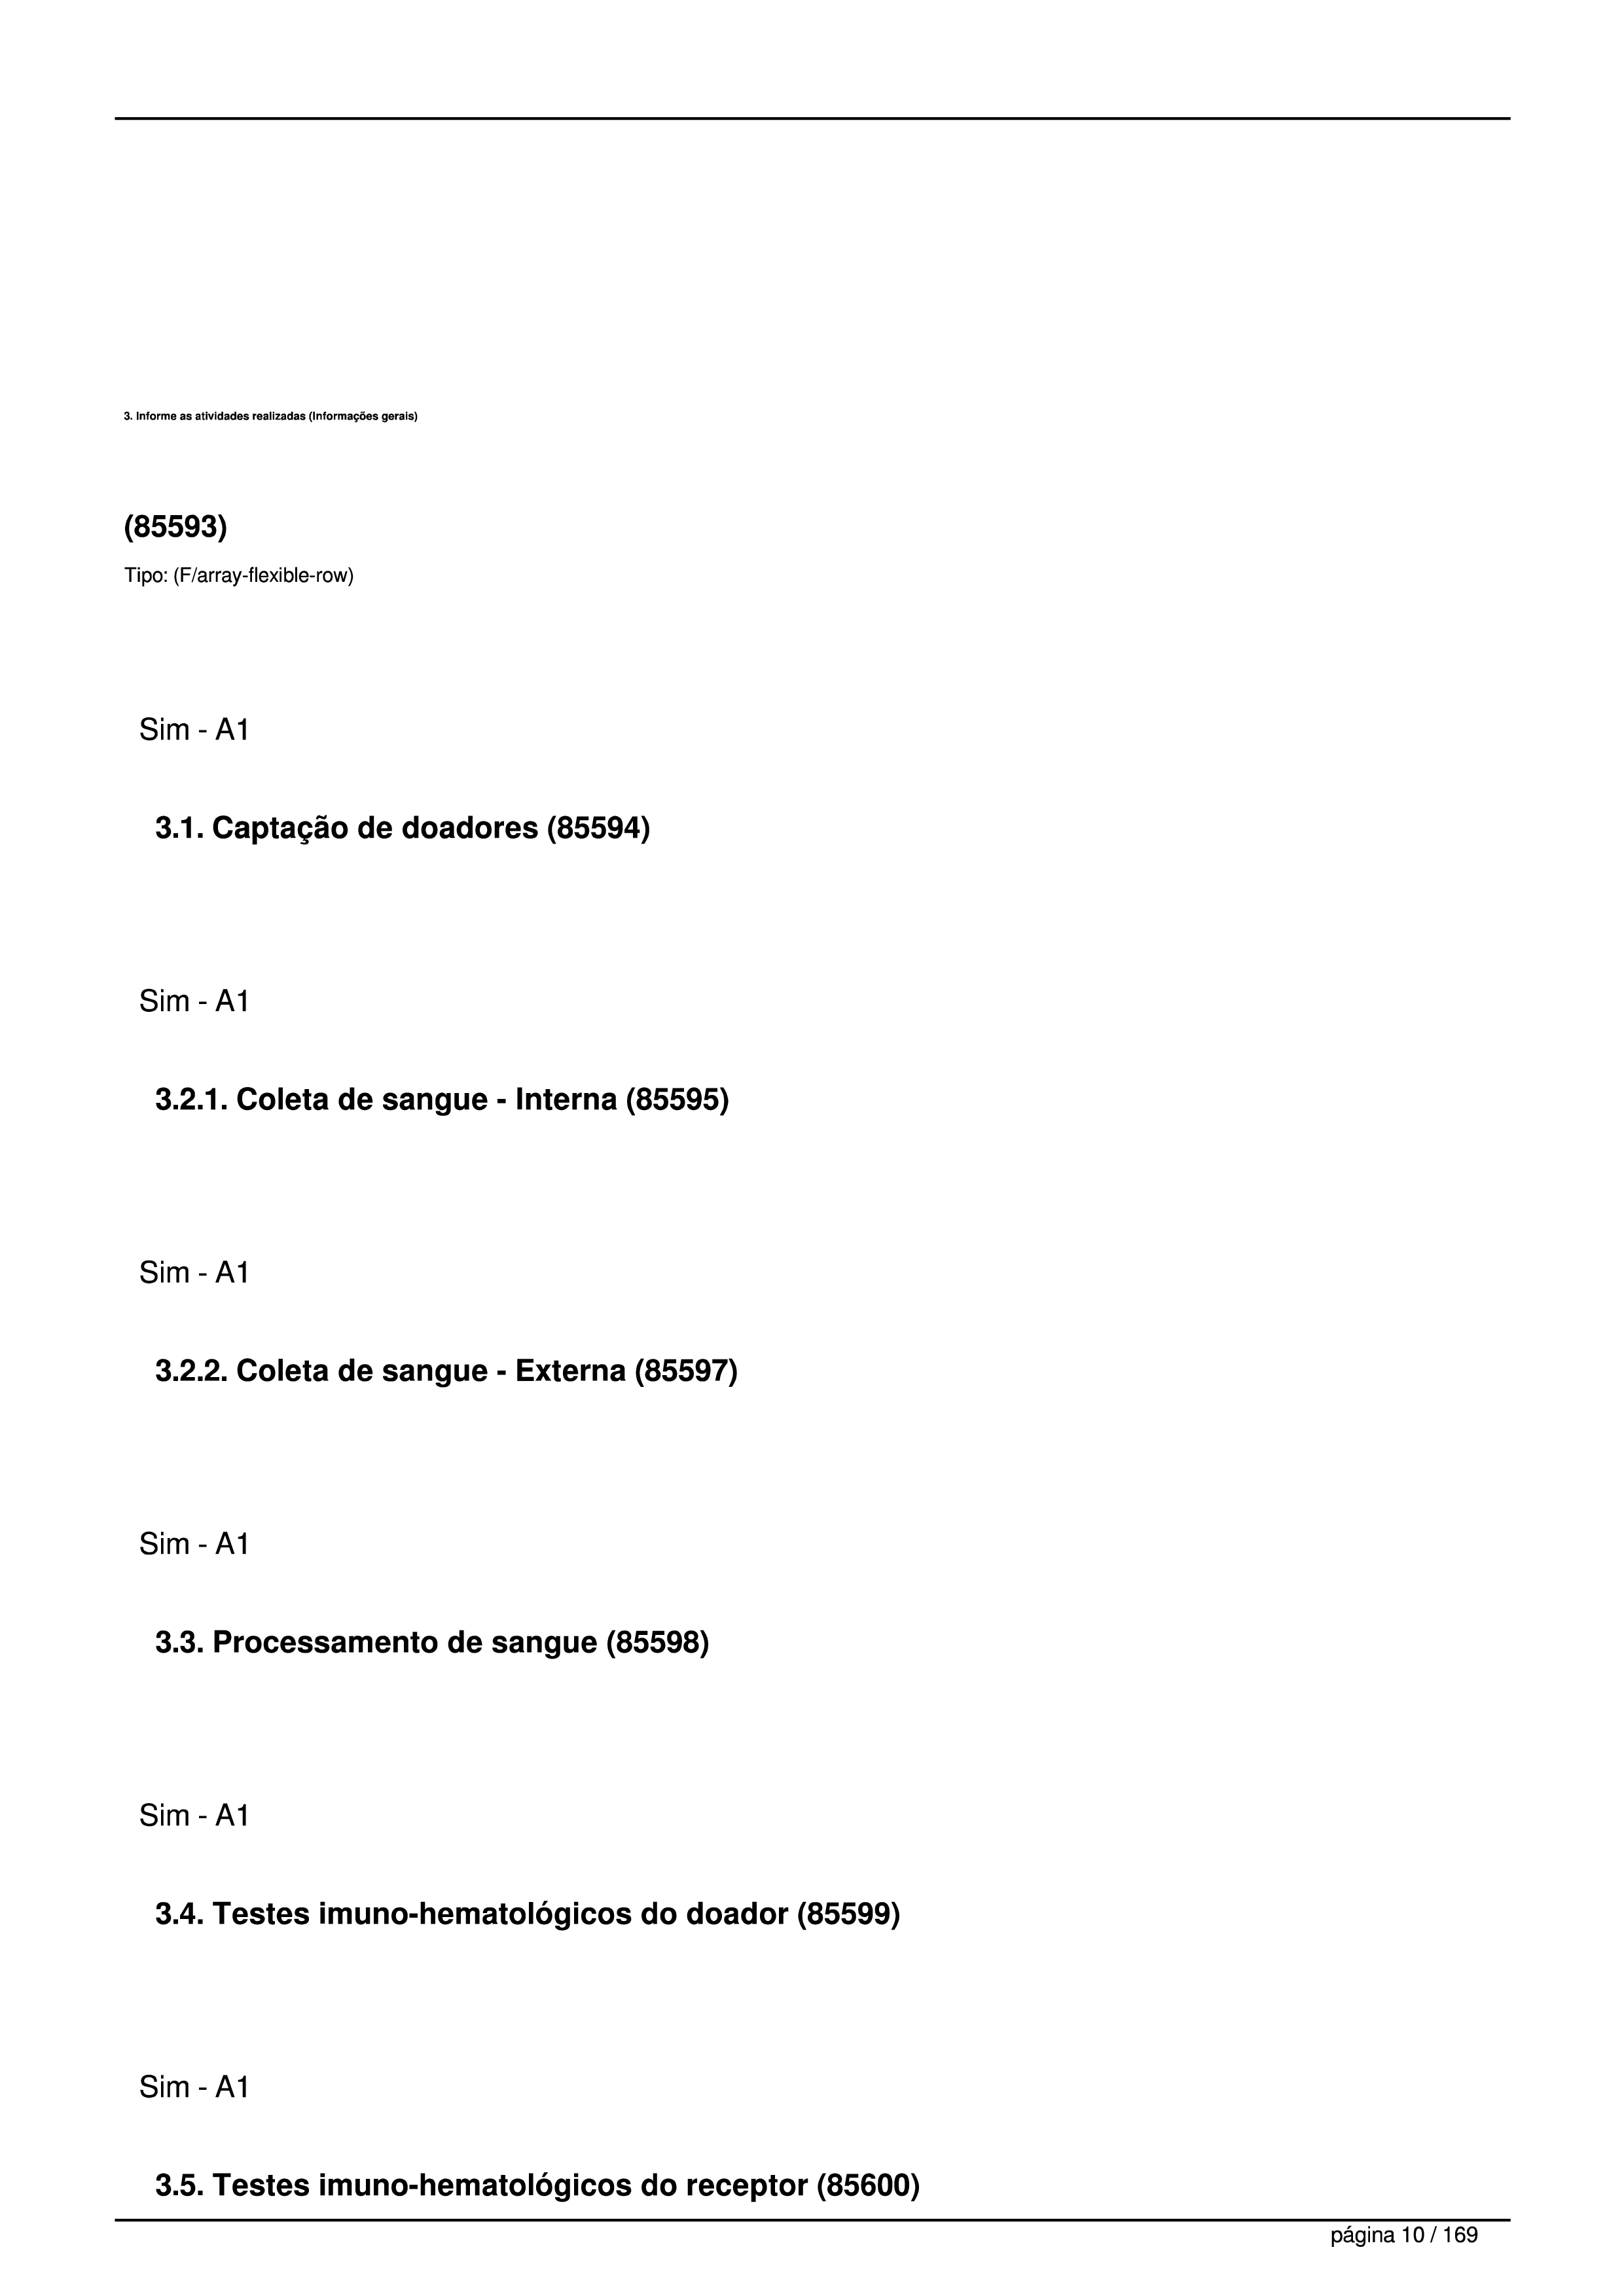 3. Informe as atividades realizadas (Informações gerais)
(85593)
Tipo: (F/array-flexible-row)
Sim - A1
3.1. Captação de doadores (85594)
Sim - A1
3.2.1. Coleta de sangue - Interna (85595)
Sim - A1
3.2.2. Coleta de sangue - Externa (85597)
Sim - A1
3.3. Processamento de sangue (85598)
Sim - A1
3.4. Testes imuno-hematológicos do doador (85599)
Sim - A1
3.5. Testes imuno-hematológicos do receptor (85600)
página 10 / 169